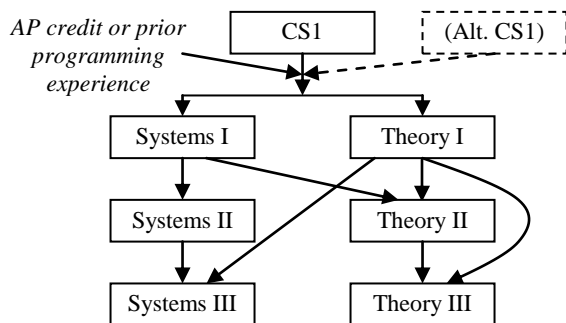 AP credit or prior
programming
experience
CS1
(Alt. CS1)
Systems I
Theory I
Systems II
Theory II
Systems III
Theory III